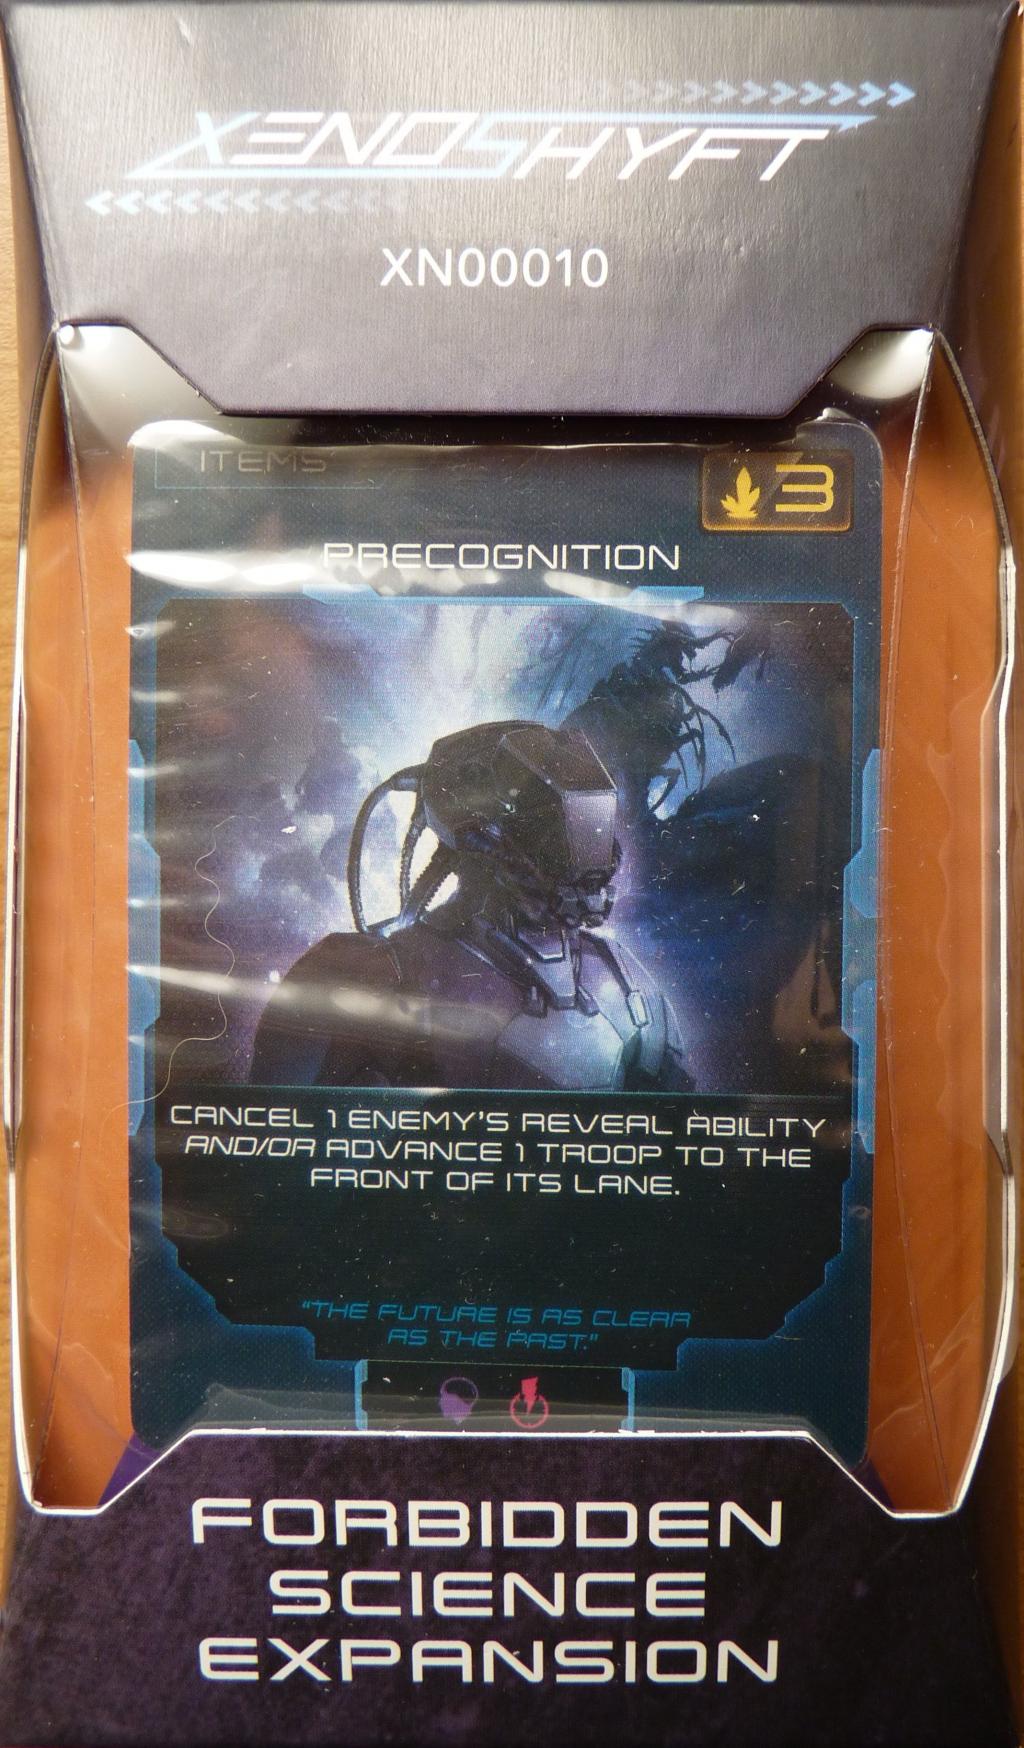 XENOSHYFT
XN00010
ITEMS
3
PRECOGNITION
CANCEL 1 ENEMY'S REVEAL ABILITY
AND/OR ADVANCE 1 TROOP TO THE
FRONT OF ITS LANE.
"THE FUTURE IS AS CLEAR
AS THE PAST."
FORBIDDEN
SCIENCE
EXPANSION